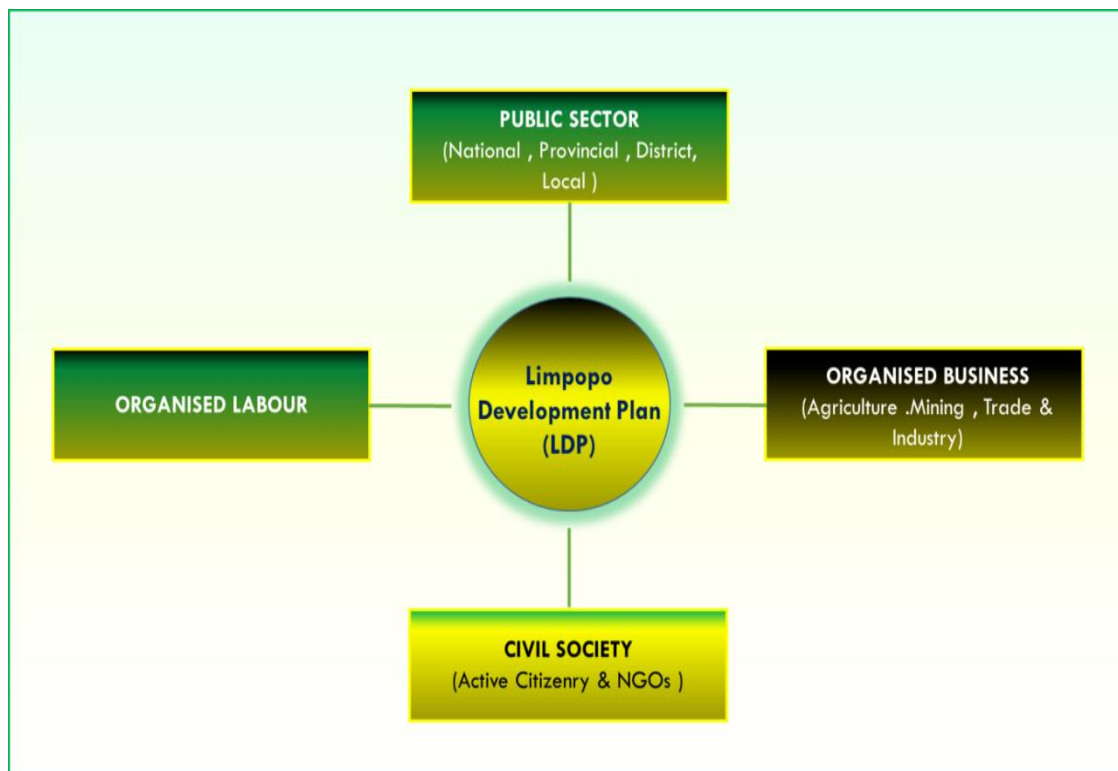 PUBLIC SECTOR
(National , Provincial , District,
Local )
Limpopo
Development Plan
(LDP)
ORGANISED LABOUR
ORGANISED BUSINESS
(Agriculture .Mining , Trade &
Industry)
CIVIL SOCIETY
(Active Citizenry & NGOs )